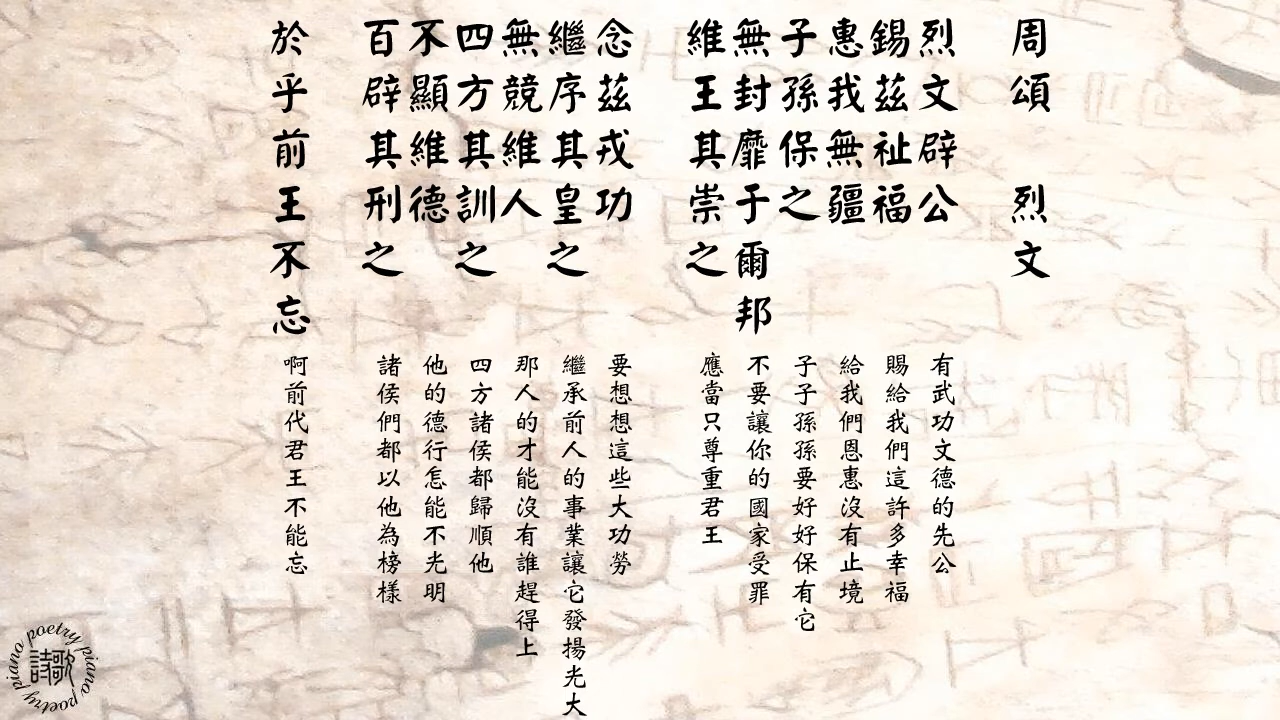 周頌 烈文
烈文辟公
錫茲祉福
惠我無疆
子孫保之
無封靡于爾邦
維王其崇之
念茲戎功
繼序其皇之
無競維人
四方其訓之
不顯維德
百辟其刑之
於乎前王不忘
有武功文德的先公
賜給我們這許多幸福
給我們恩惠沒有止境
子子孫孫要好好保有它
不要讓你的國家受罪
應當只尊重君王
要想想這些大功勞
繼承前人的事業讓它發揚光大
那人的才能沒有誰趕得上
四方諸侯都歸順他
他的德行怎能不光明
諸侯們都以他為榜樣
啊前代君王不能忘
poetry piano poetry piano
詩歌